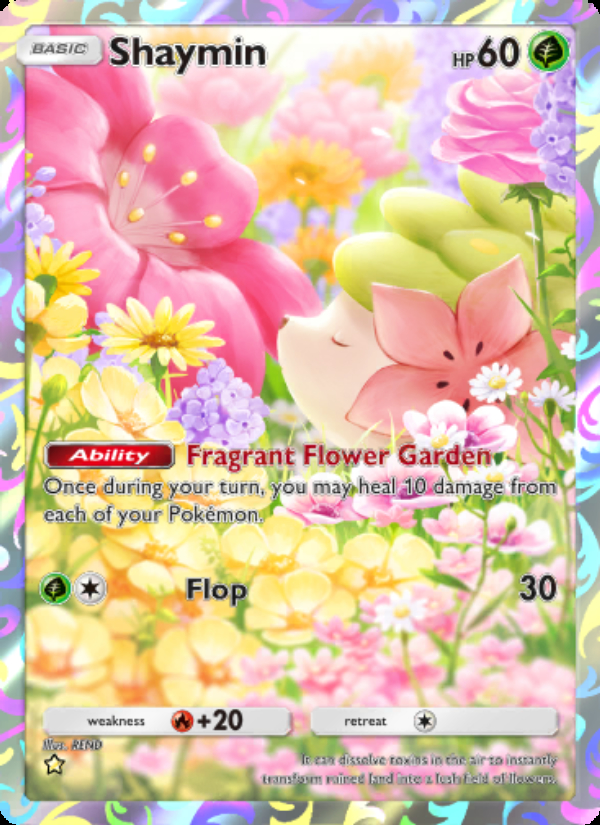 BASIC Shaymin HP 60
Ability Fragrant Flower Garden
Once during your turn, you may heal 10 damage from
each of your Pokémon.
Flop 30
weakness +20 retreat
Illus. REND
It can dissolve toxins in the air to instantly
transform ruined land into a lush field of flowers.